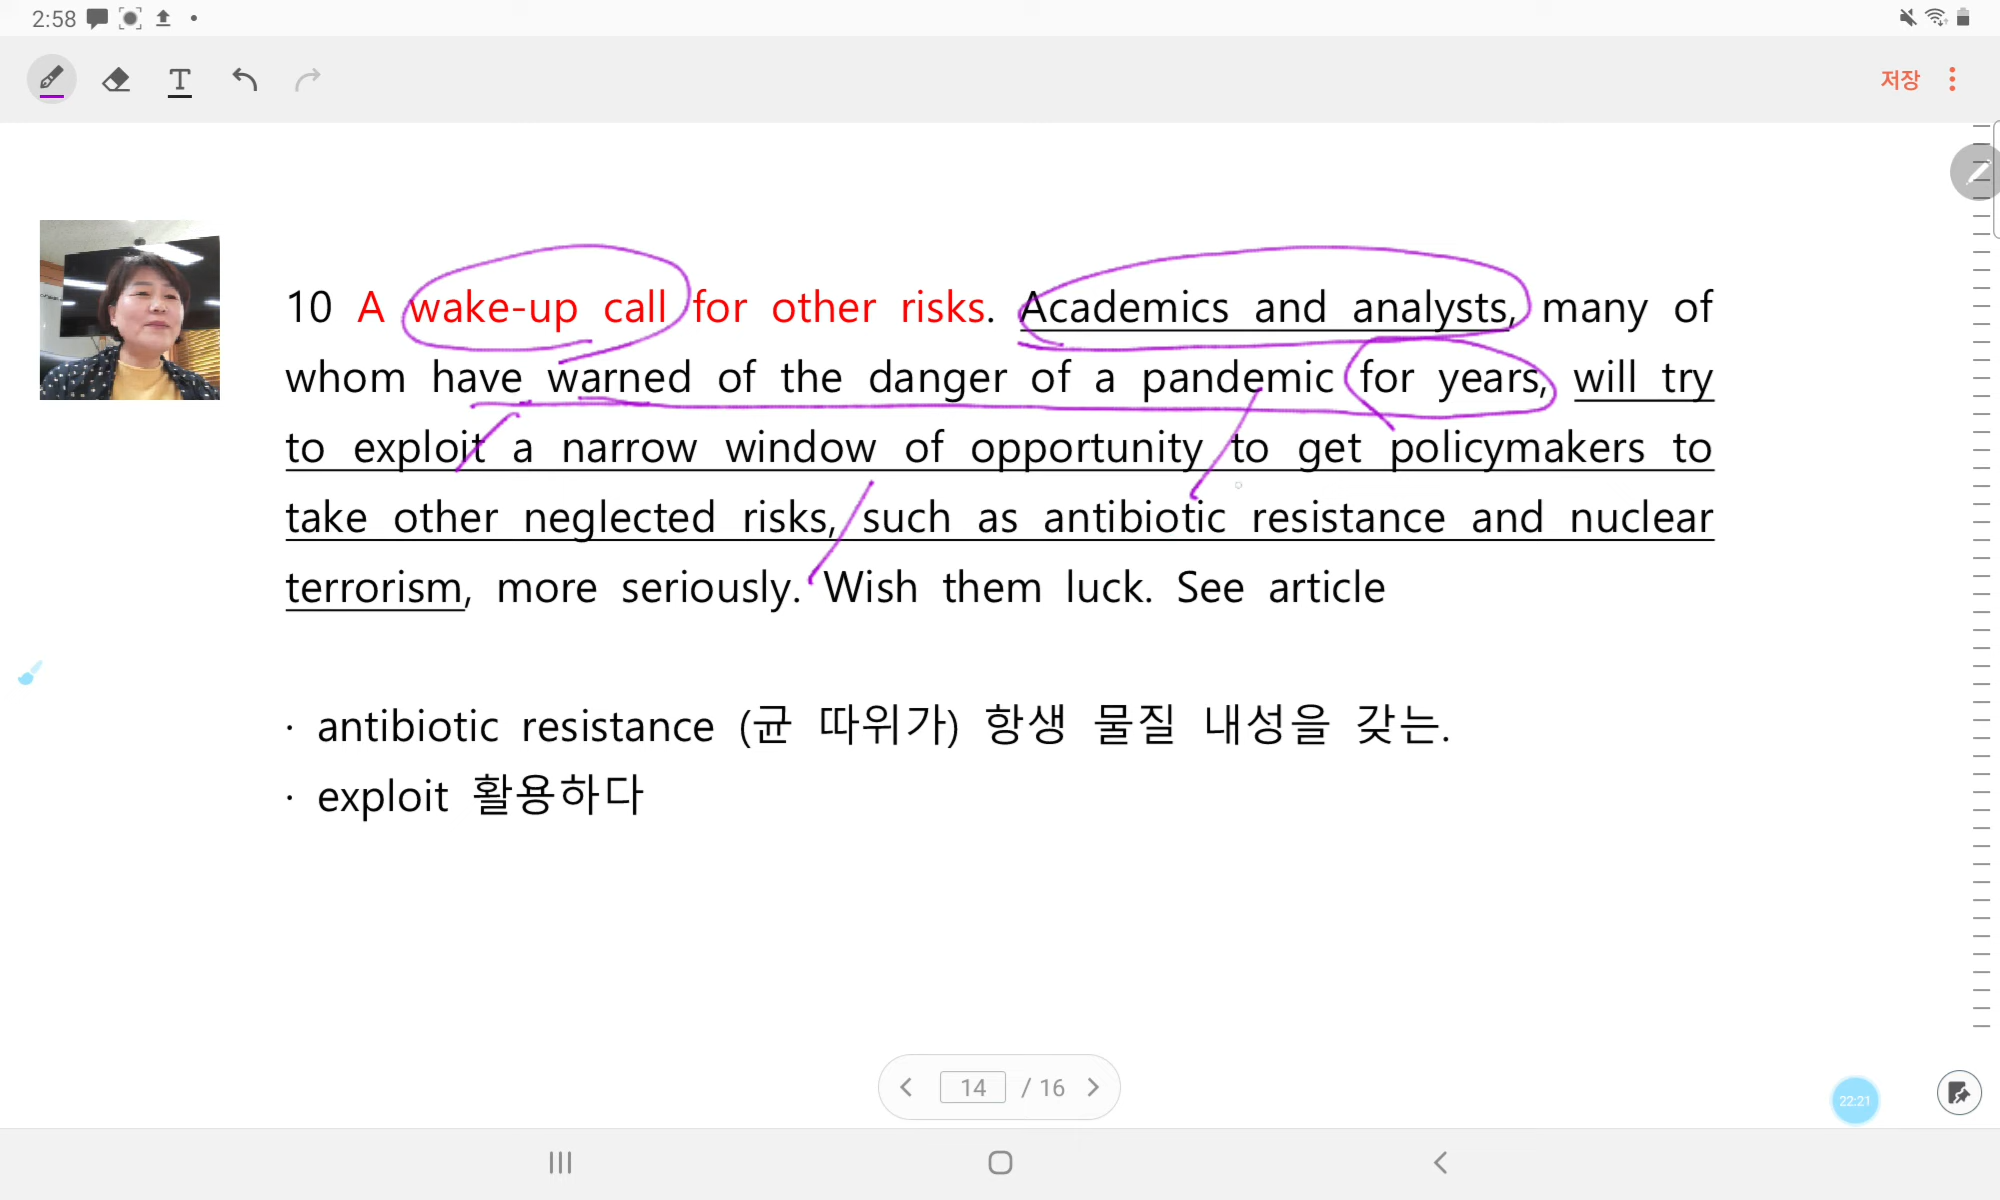 2:58
저장
10 A wake-up call for other risks. Academics and analysts, many of
whom have warned of the danger of a pandemic for years, will try
to exploit a narrow window of opportunity to get policymakers to
take other neglected risks, such as antibiotic resistance and nuclear
terrorism, more seriously. Wish them luck. See article
· antibiotic resistance (균 따위가) 항생 물질 내성을 갖는.
· exploit 활용하다
14 / 16
22:21